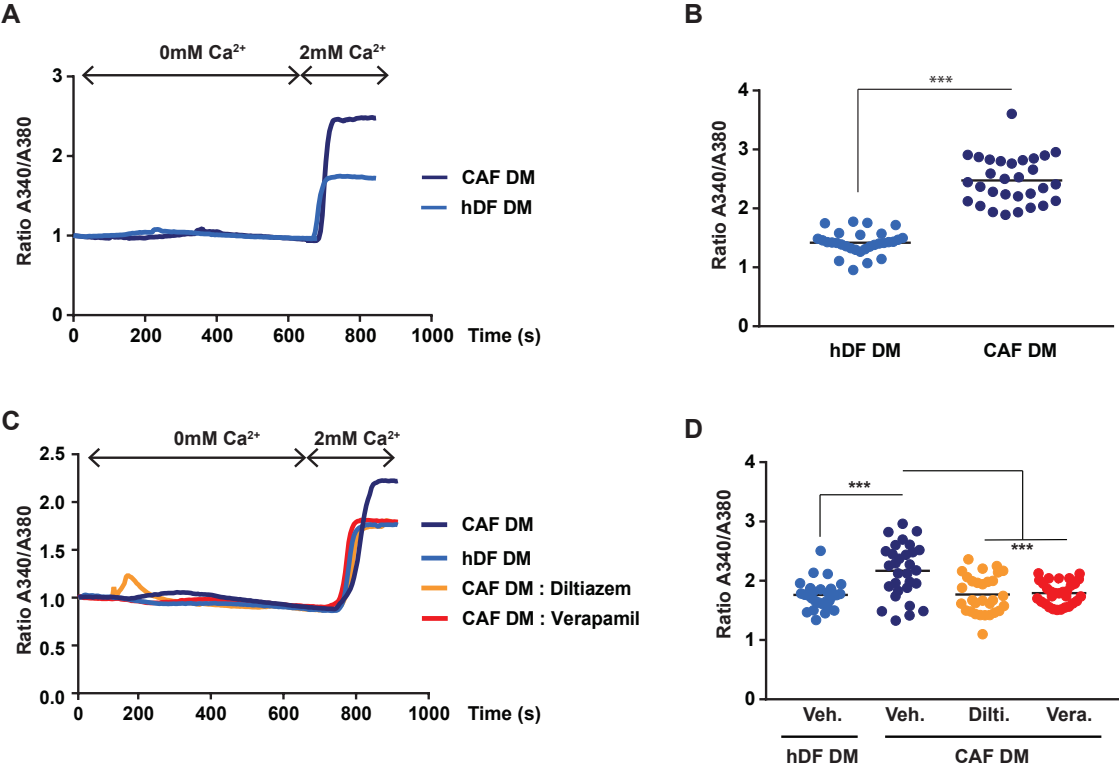 A
0mM Ca²⁺ 2mM Ca²⁺
Ratio A340/A380
3
2
1
0
0 200 400 600 800 1000 Time (s)
CAF DM
hDF DM
B
***
Ratio A340/A380
4
3
2
1
0
hDF DM CAF DM
C
0mM Ca²⁺ 2mM Ca²⁺
Ratio A340/A380
2.5
2.0
1.5
1.0
0.5
0.0
0 200 400 600 800 1000 Time (s)
CAF DM
hDF DM
CAF DM : Diltiazem
CAF DM : Verapamil
D
***
***
Ratio A340/A380
4
3
2
1
0
Veh. Veh. Dilti. Vera.
hDF DM CAF DM